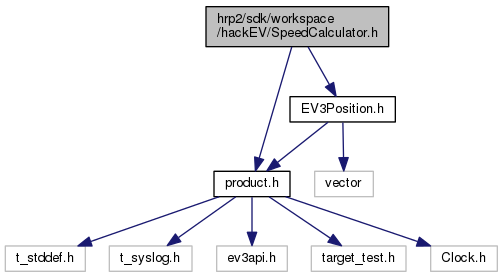 hrp2/sdk/workspace
/hackEV/SpeedCalculator.h
EV3Position.h
product.h
vector
t_stddef.h
t_syslog.h
ev3api.h
target_test.h
Clock.h